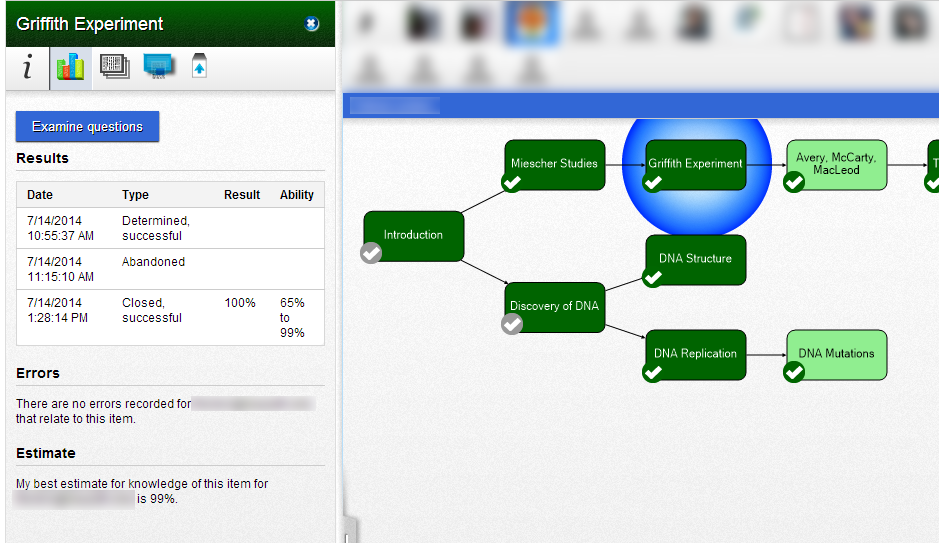 Griffith Experiment
i
Examine questions
Results
Date Type Result Ability
7/14/2014 Determined,
10:55:37 AM successful
7/14/2014 Abandoned
11:15:10 AM
7/14/2014 Closed, 100% 65%
1:28:14 PM successful to
99%
Errors
There are no errors recorded for
that relate to this item.
Estimate
My best estimate for knowledge of this item for
is 99%.
Miescher Studies
Griffith Experiment
Avery, McCarty,
MacLeod
T
Introduction
DNA Structure
Discovery of DNA
DNA Replication
DNA Mutations